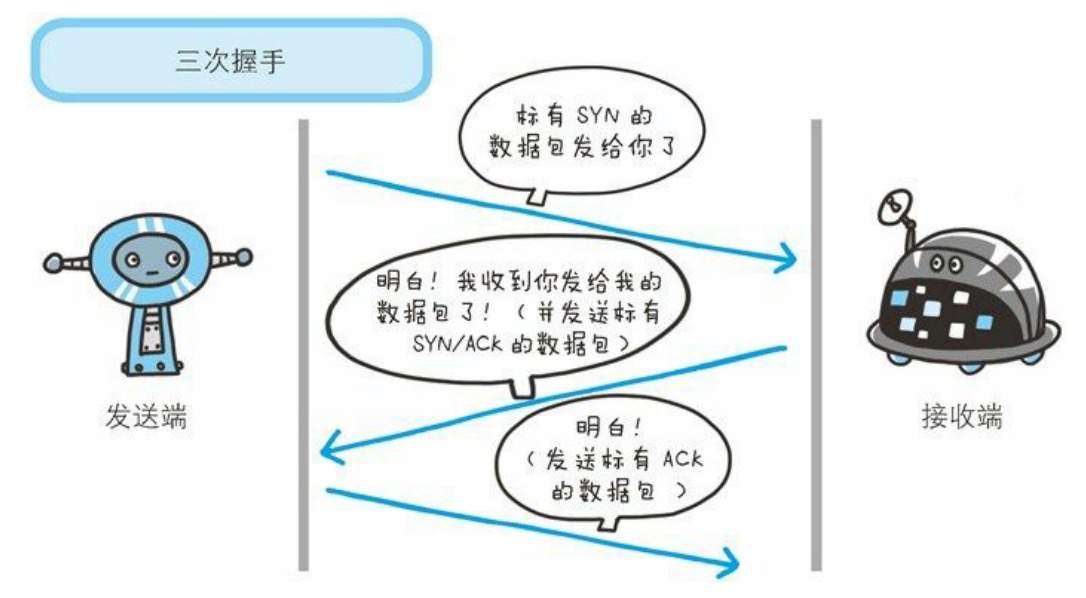 三次握手
标有 SYN 的
数据包发给你了
明白！我收到你发给我的
数据包了！（并发送标有
SYN/ACK 的数据包）
发送端
接收端
明白！
（发送标有 ACK
的数据包 ）